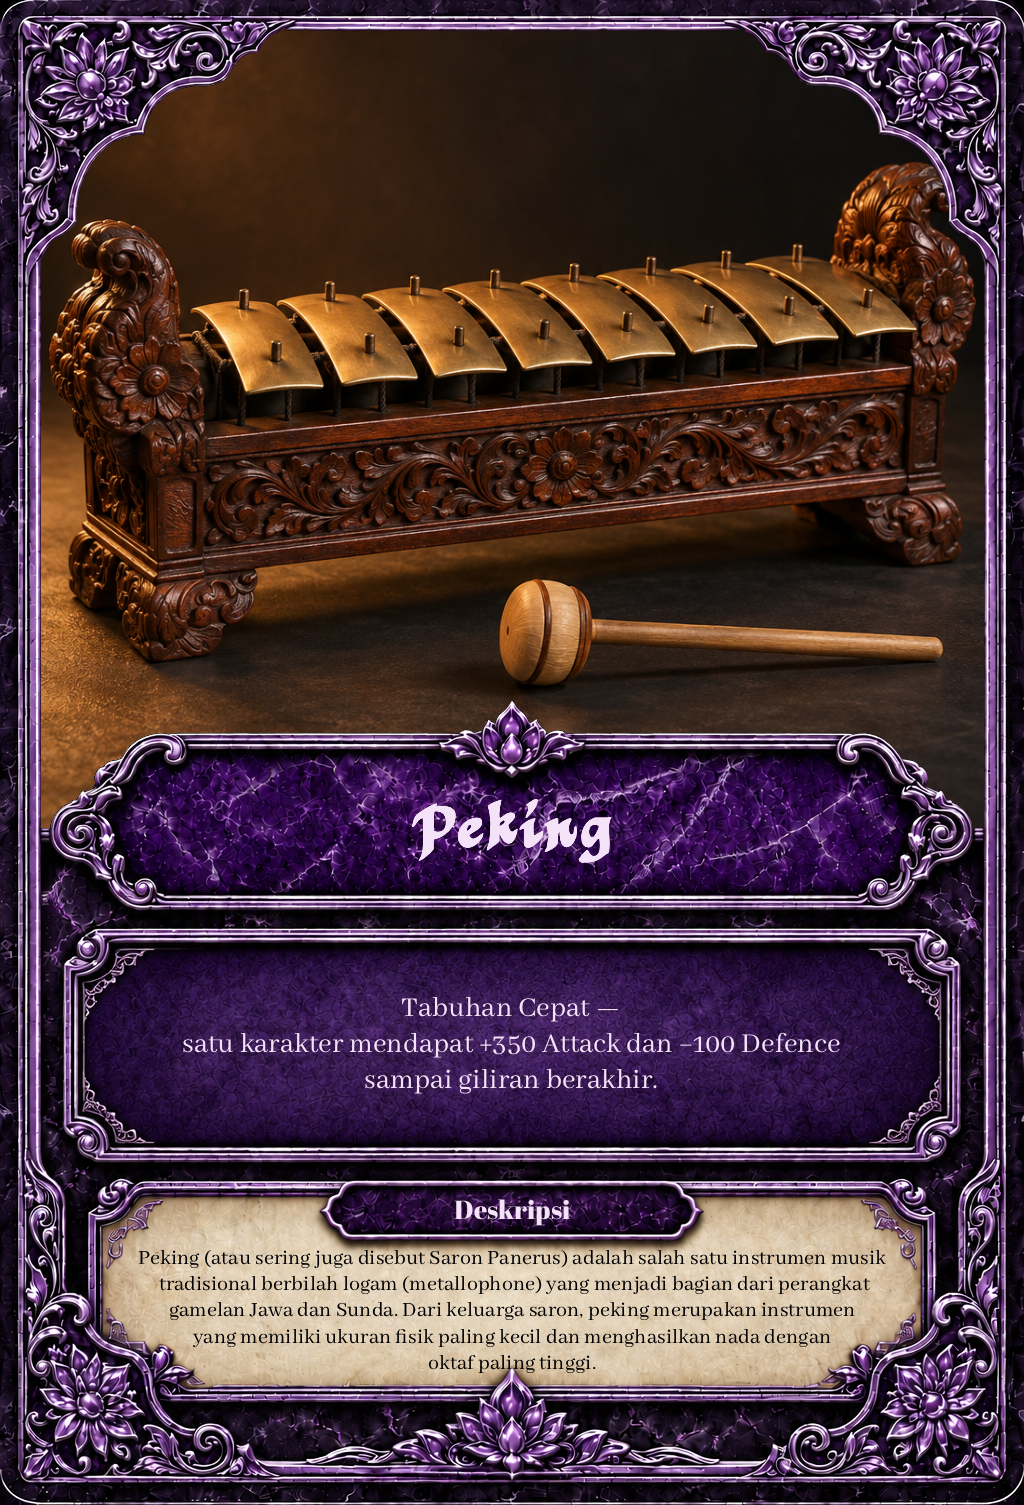 Peking
Tabuhan Cepat —
satu karakter mendapat +350 Attack dan −100 Defence
sampai giliran berakhir.
Deskripsi
Peking (atau sering juga disebut Saron Panerus) adalah salah satu instrumen musik
tradisional berbilah logam (metallophone) yang menjadi bagian dari perangkat
gamelan Jawa dan Sunda. Dari keluarga saron, peking merupakan instrumen
yang memiliki ukuran fisik paling kecil dan menghasilkan nada dengan
oktaf paling tinggi.